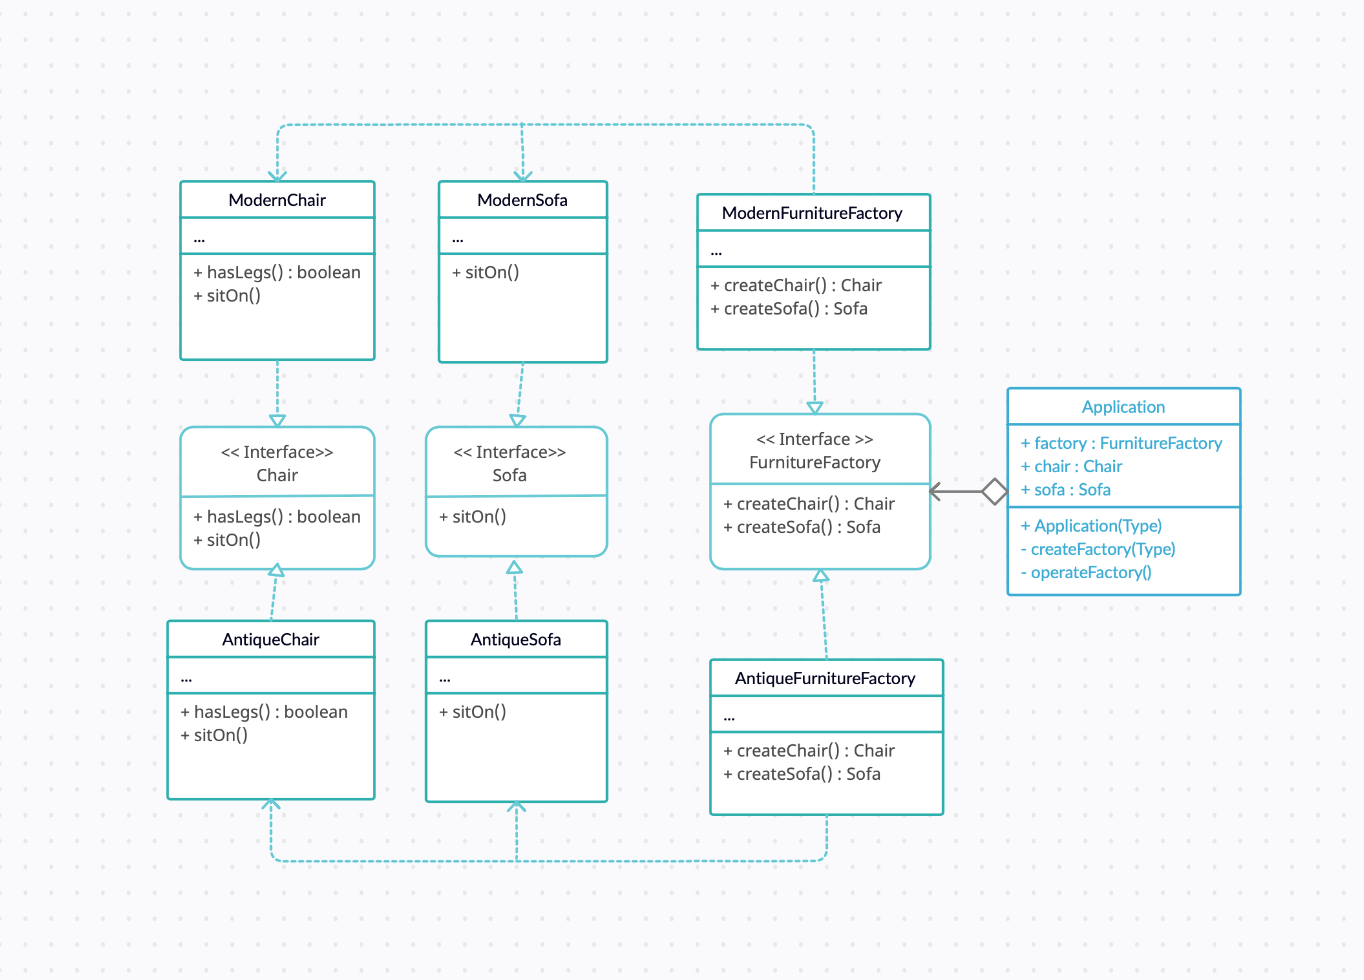 ModernChair
...
+ hasLegs() : boolean
+ sitOn()
ModernSofa
...
+ sitOn()
ModernFurnitureFactory
...
+ createChair() : Chair
+ createSofa() : Sofa
<< Interface>>
Chair
+ hasLegs() : boolean
+ sitOn()
<< Interface>>
Sofa
+ sitOn()
<< Interface >>
FurnitureFactory
+ createChair() : Chair
+ createSofa() : Sofa
Application
+ factory : FurnitureFactory
+ chair : Chair
+ sofa : Sofa
+ Application(Type)
- createFactory(Type)
- operateFactory()
AntiqueChair
...
+ hasLegs() : boolean
+ sitOn()
AntiqueSofa
...
+ sitOn()
AntiqueFurnitureFactory
...
+ createChair() : Chair
+ createSofa() : Sofa